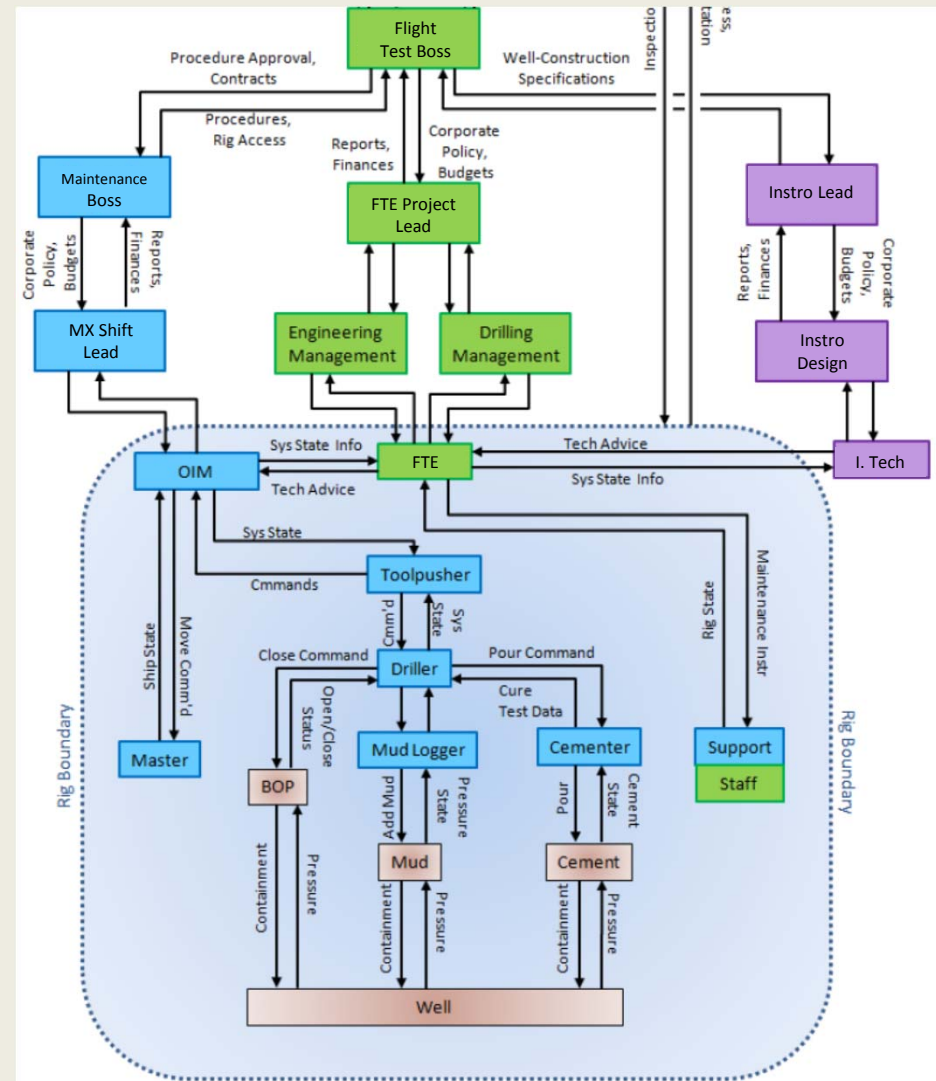 Flight
Test Boss
Inspectio
ess,
tation
Procedure Approval,
Contracts
Well-Construction
Specifications
Procedures,
Rig Access
Reports,
Finances
Corporate
Policy,
Budgets
Maintenance
Boss
FTE Project
Lead
Instro Lead
Corporate
Policy,
Budgets
Reports,
Finances
Reports,
Finances
Corporate
Policy,
Budgets
MX Shift
Lead
Engineering
Management
Drilling
Management
Instro
Design
OIM
Sys State Info
Tech Advice
FTE
Tech Advice
Sys State Info
I. Tech
Sys State
Cmmands
Toolpusher
Cmm'd
Sys
State
Rig State
Maintenance Instr
Ship State
Move Comm'd
Close Command
Driller
Pour Command
Open/Close
Status
Cure
Test Data
Rig Boundary
Master
BOP
Mud Logger
Cementer
Support
Staff
Rig Boundary
Add Mud
Pressure
State
Pour
Cement
State
Mud
Cement
Containment
Pressure
Containment
Pressure
Containment
Pressure
Well